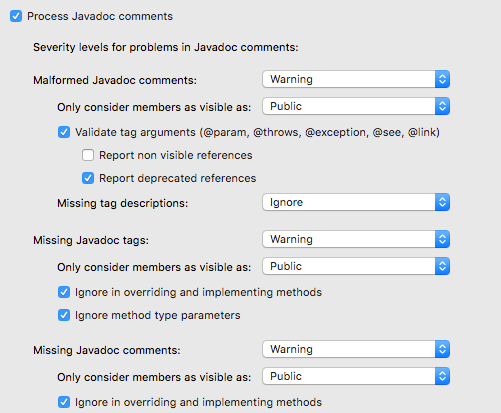 Process Javadoc comments
Severity levels for problems in Javadoc comments:
Malformed Javadoc comments: Warning
Only consider members as visible as: Public
Validate tag arguments (@param, @throws, @exception, @see, @link)
Report non visible references
Report deprecated references
Missing tag descriptions: Ignore
Missing Javadoc tags: Warning
Only consider members as visible as: Public
Ignore in overriding and implementing methods
Ignore method type parameters
Missing Javadoc comments: Warning
Only consider members as visible as: Public
Ignore in overriding and implementing methods